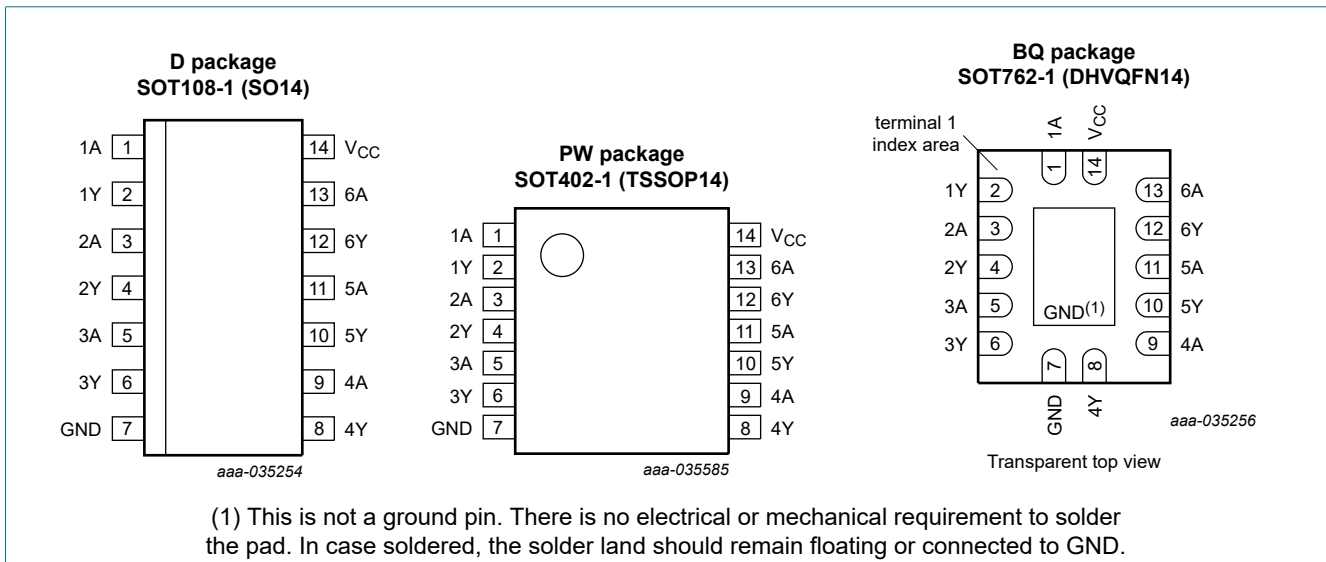 D package
SOT108-1 (SO14)
1A 1 14 VCC
1Y 2 13 6A
2A 3 12 6Y
2Y 4 11 5A
3A 5 10 5Y
3Y 6 9 4A
GND 7 8 4Y
aaa-035254
PW package
SOT402-1 (TSSOP14)
1A 1 14 VCC
1Y 2 13 6A
2A 3 12 6Y
2Y 4 11 5A
3A 5 10 5Y
3Y 6 9 4A
GND 7 8 4Y
aaa-035585
BQ package
SOT762-1 (DHVQFN14)
terminal 1
index area
1A VCC
1 14
1Y 2 13 6A
2A 3 12 6Y
2Y 4 11 5A
3A 5 10 5Y
GND(1)
3Y 6 9 4A
7 8
GND 4Y
aaa-035256
Transparent top view
(1) This is not a ground pin. There is no electrical or mechanical requirement to solder
the pad. In case soldered, the solder land should remain floating or connected to GND.